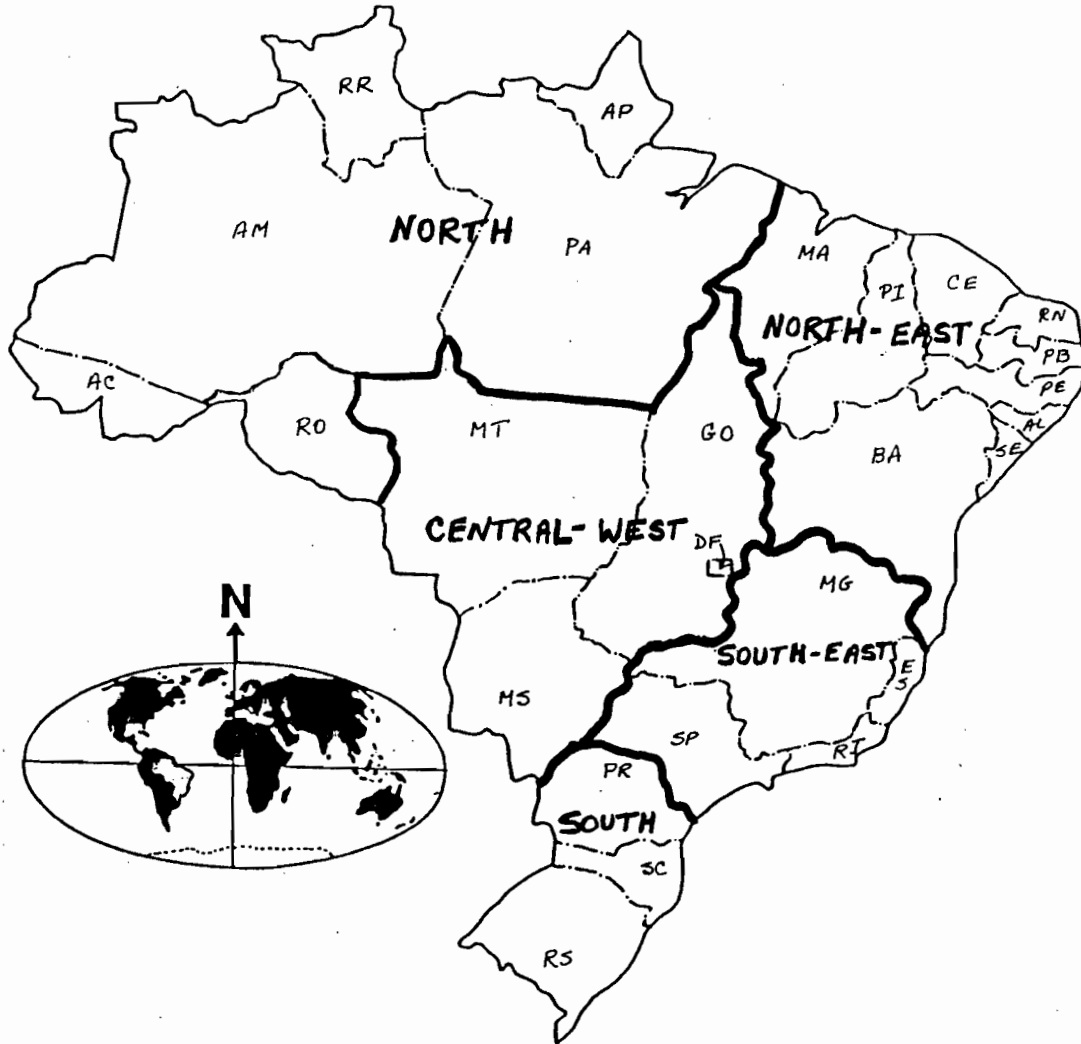 RR
AP
AM
NORTH
PA
MA
PI
CE
RN
NORTH-EAST
PB
PE
AC
AL
SE
RO
MT
GO
BA
CENTRAL-WEST
DF
MG
N
SOUTH-EAST
E
S
MS
SP
RJ
PR
SOUTH
SC
RS